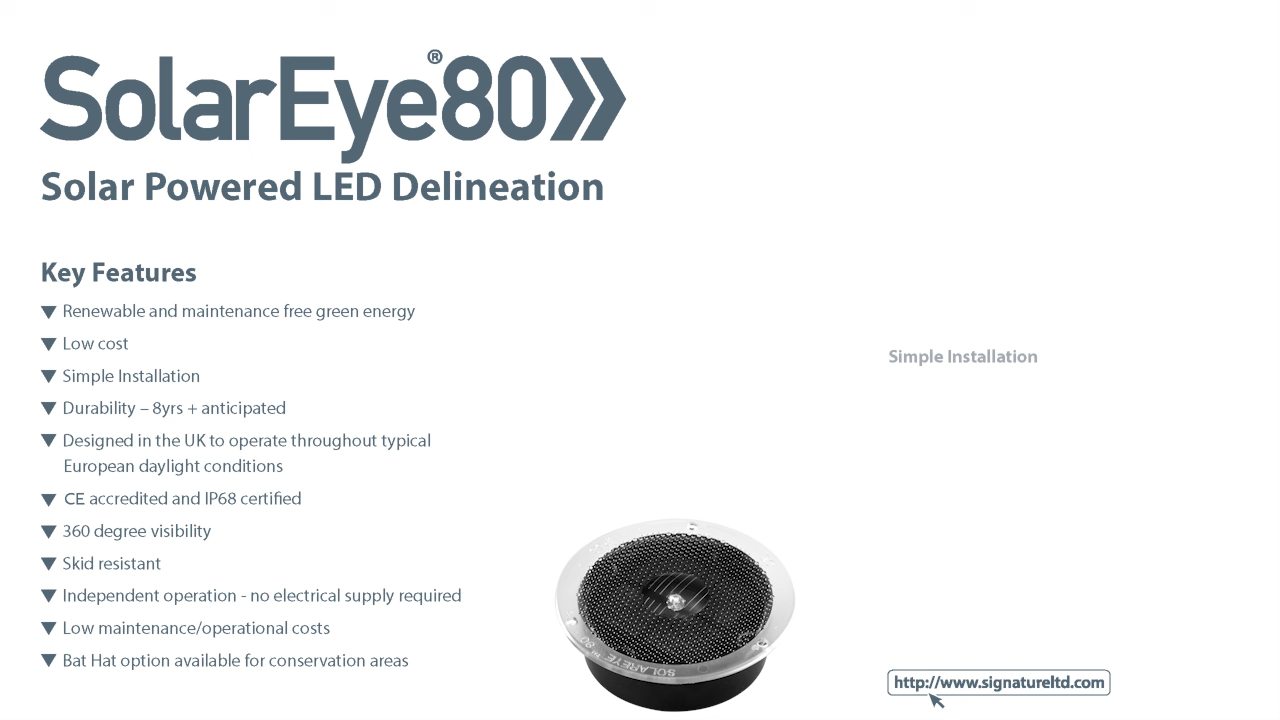 SolarEye®80
Solar Powered LED Delineation
Key Features
Renewable and maintenance free green energy
Low cost
Simple Installation
Durability – 8yrs + anticipated
Designed in the UK to operate throughout typical
European daylight conditions
CE accredited and IP68 certified
360 degree visibility
Skid resistant
Independent operation - no electrical supply required
Low maintenance/operational costs
Bat Hat option available for conservation areas
Simple Installation
SOLAREYE 80
http://www.signatureltd.com